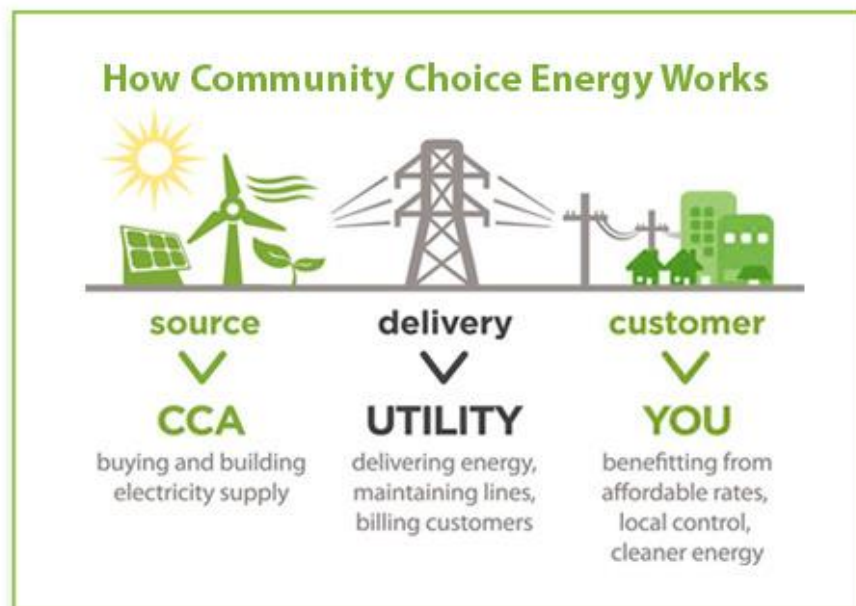 How Community Choice Energy Works
source
CCA
buying and building
electricity supply
delivery
UTILITY
delivering energy,
maintaining lines,
billing customers
customer
YOU
benefitting from
affordable rates,
local control,
cleaner energy